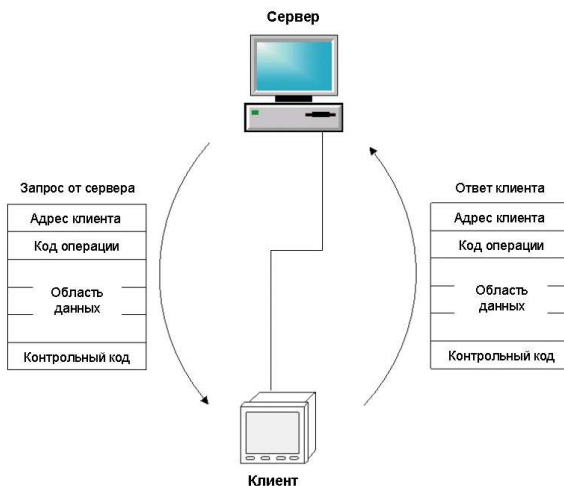 Сервер
Запрос от сервера
Адрес клиента
Код операции
Область
данных
Контрольный код
Ответ клиента
Адрес клиента
Код операции
Область
данных
Контрольный код
Клиент